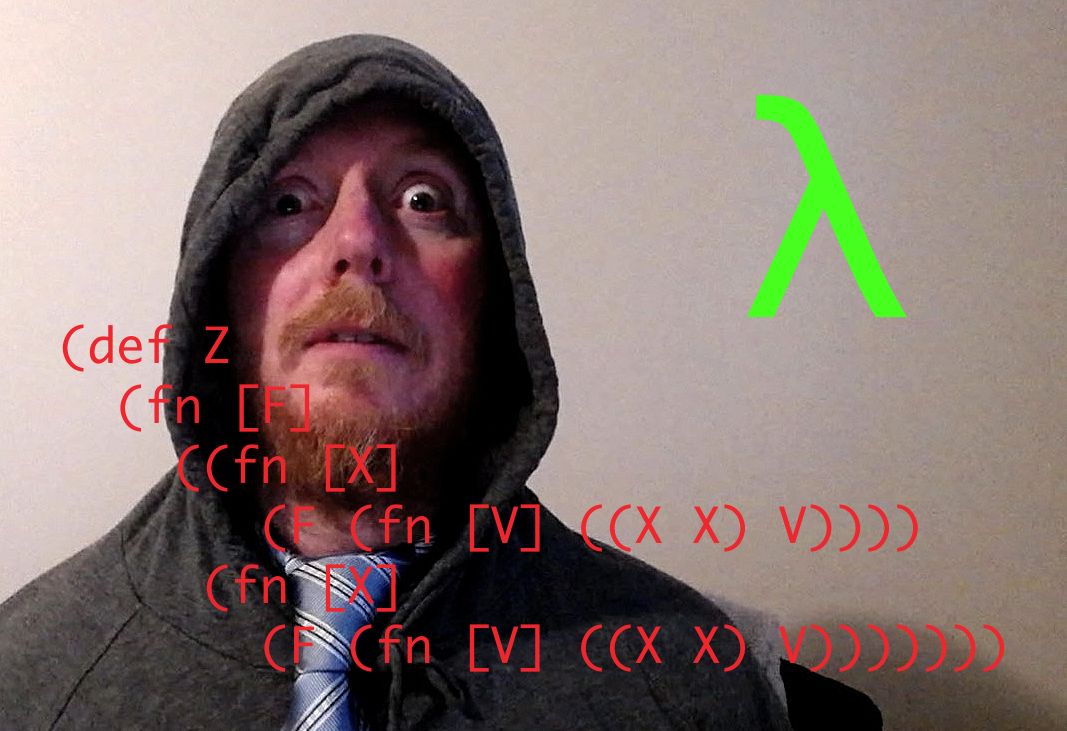 λ
(def Z
(fn [F]
((fn [X]
(F (fn [V] ((X X) V))))
(fn [X]
(F (fn [V] ((X X) V)))))))